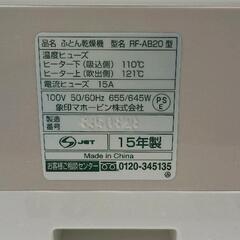 品名 ふとん乾燥機 型名 RF-AB20 型
温度ヒューズ
ヒーター下 (吸込側) 110℃
ヒーター上 (吹出側) 121℃
電流ヒューズ 15A
100V 50/60Hz 655/645W
象印マホービン株式会社
PS E
製造番号
JET
15年製
Made in China
お客様ご相談センター 0120-345135